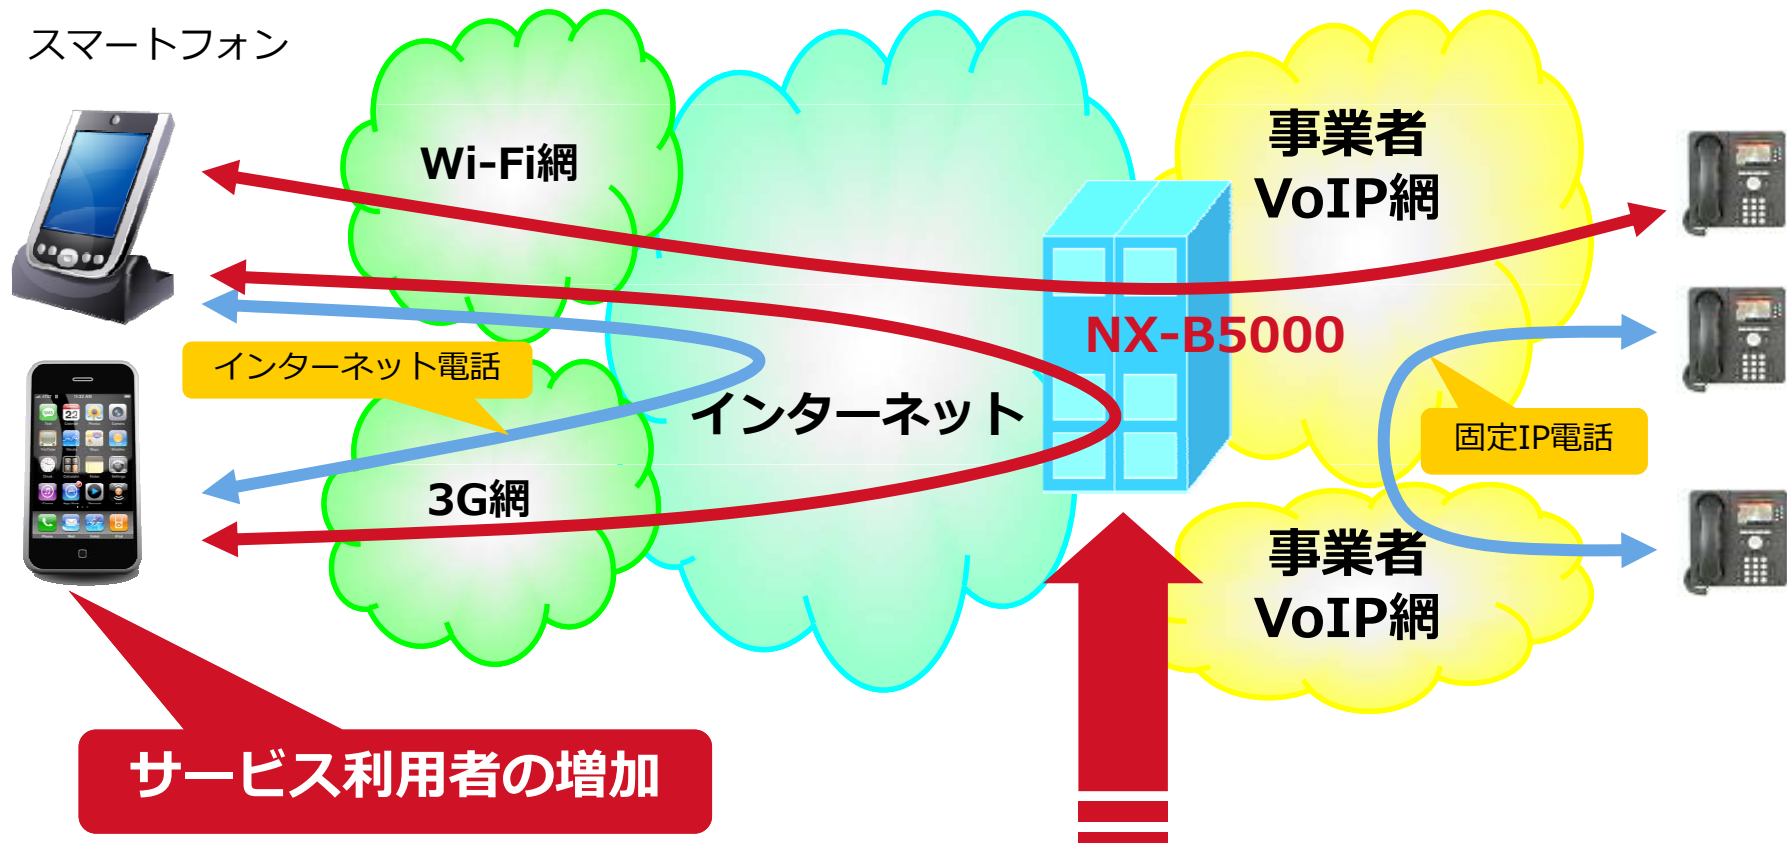 スマートフォン
Wi-Fi網
事業者
VoIP網
NX-B5000
インターネット電話
インターネット
固定IP電話
3G網
事業者
VoIP網
サービス利用者の増加